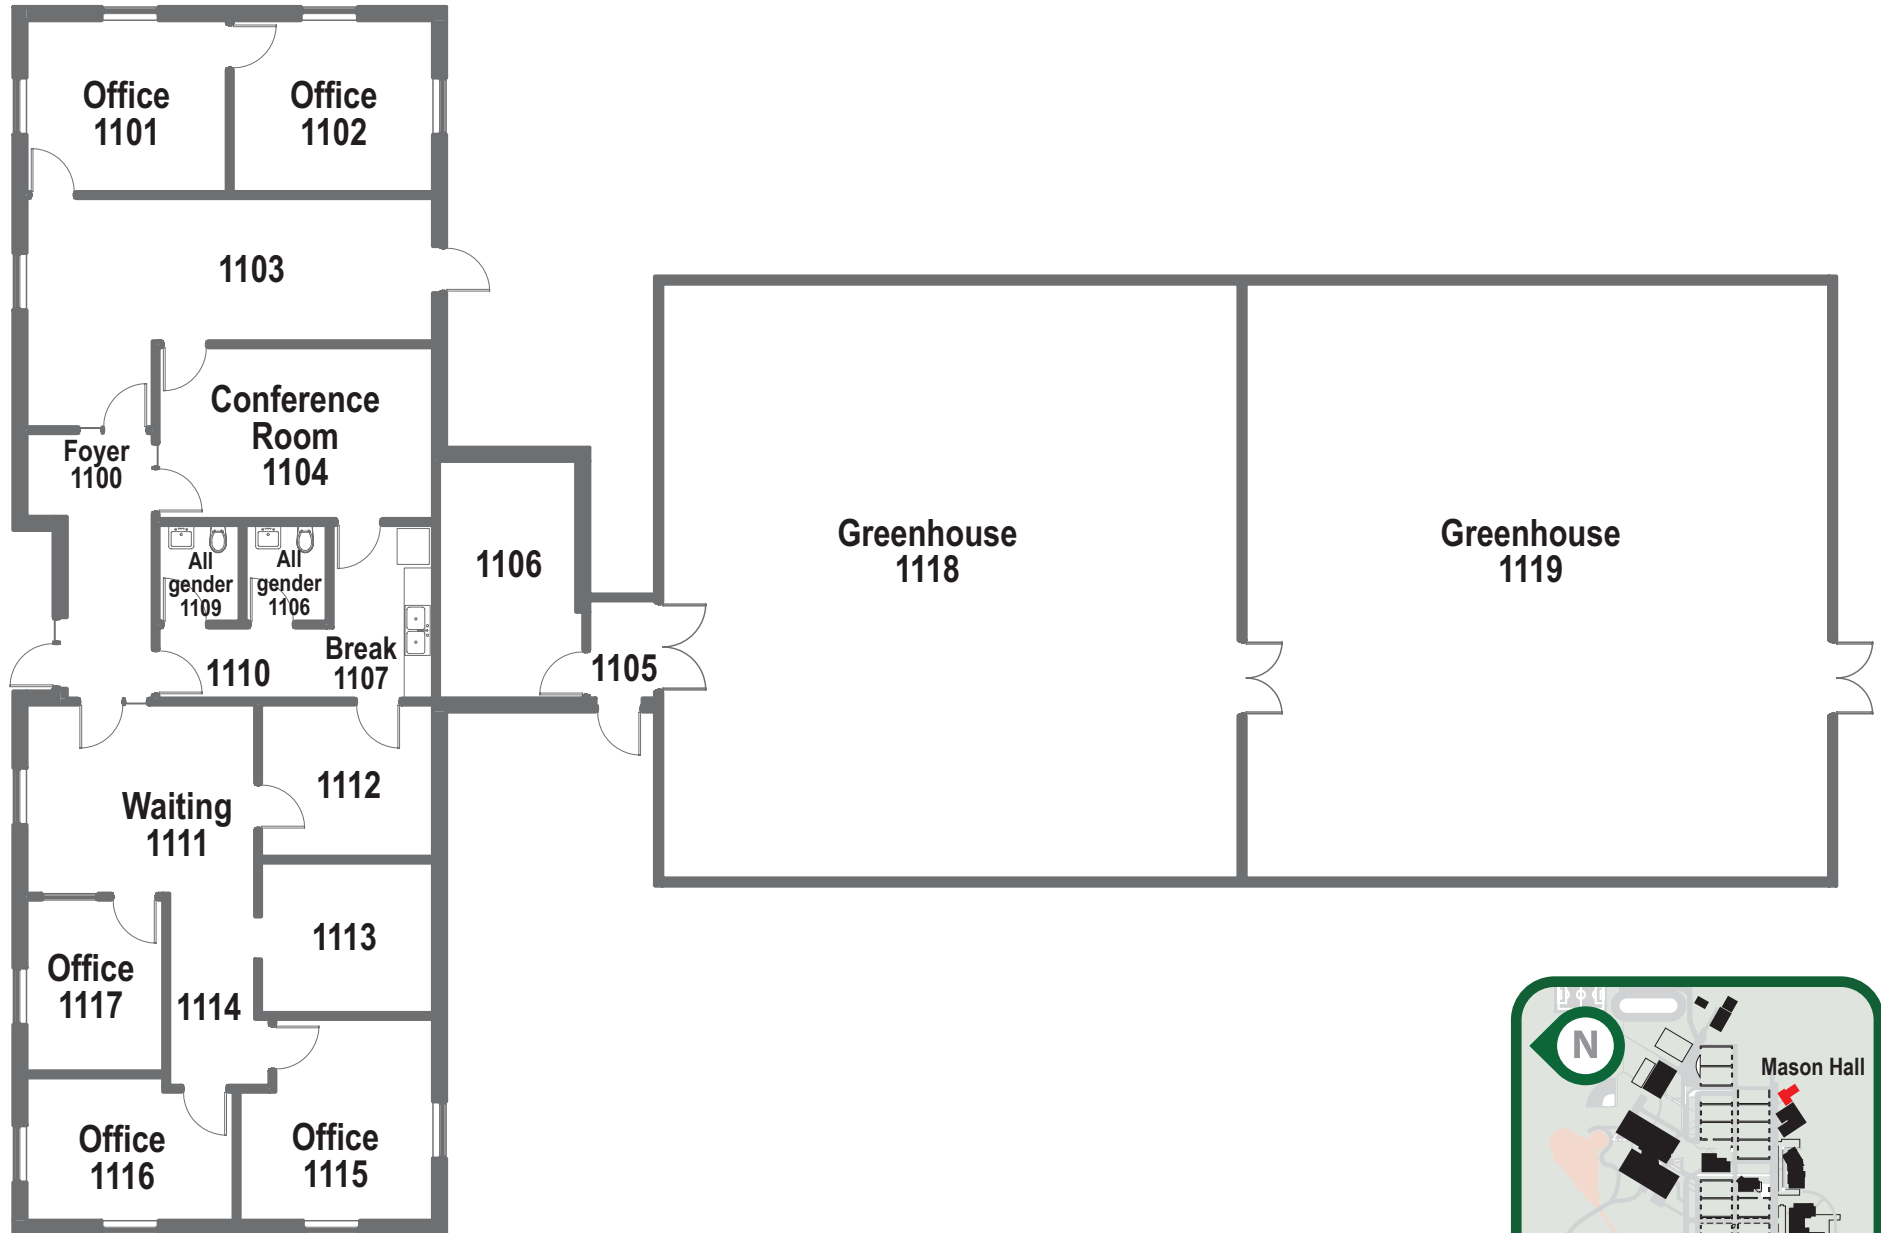 Office
1101
Office
1102
1103
Conference
Room
1104
Foyer
1100
All
gender
1109
All
gender
1106
1106
Break
1107
1110
1105
Greenhouse
1118
Greenhouse
1119
Waiting
1111
1112
1113
Office
1117
1114
Office
1116
Office
1115
N
Mason Hall